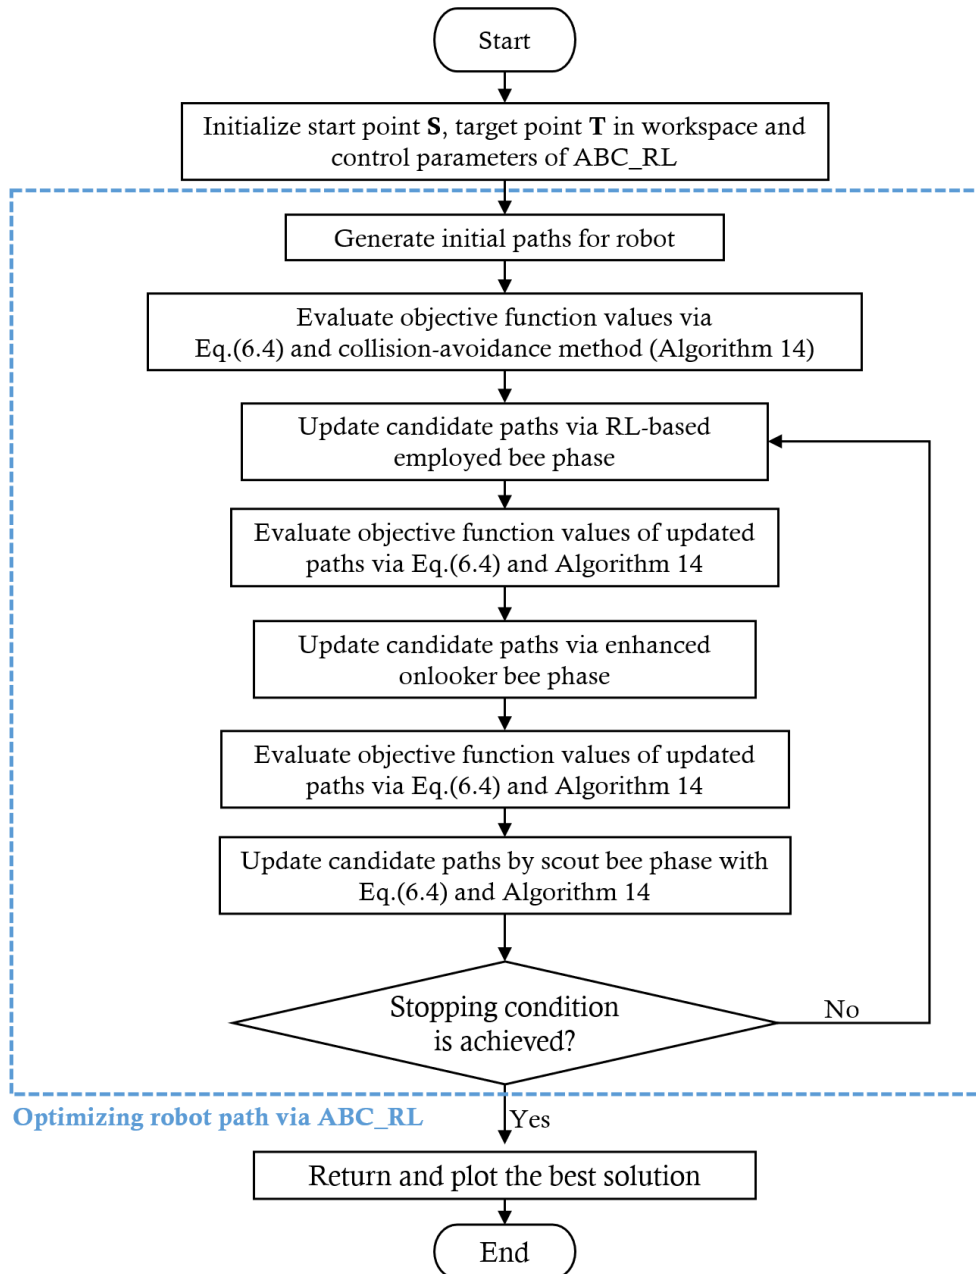 Start
Initialize start point S, target point T in workspace and
control parameters of ABC_RL
Generate initial paths for robot
Evaluate objective function values via
Eq.(6.4) and collision-avoidance method (Algorithm 14)
Update candidate paths via RL-based
employed bee phase
Evaluate objective function values of updated
paths via Eq.(6.4) and Algorithm 14
Update candidate paths via enhanced
onlooker bee phase
Evaluate objective function values of updated
paths via Eq.(6.4) and Algorithm 14
Update candidate paths by scout bee phase with
Eq.(6.4) and Algorithm 14
Stopping condition
is achieved?
No
Optimizing robot path via ABC_RL
Yes
Return and plot the best solution
End